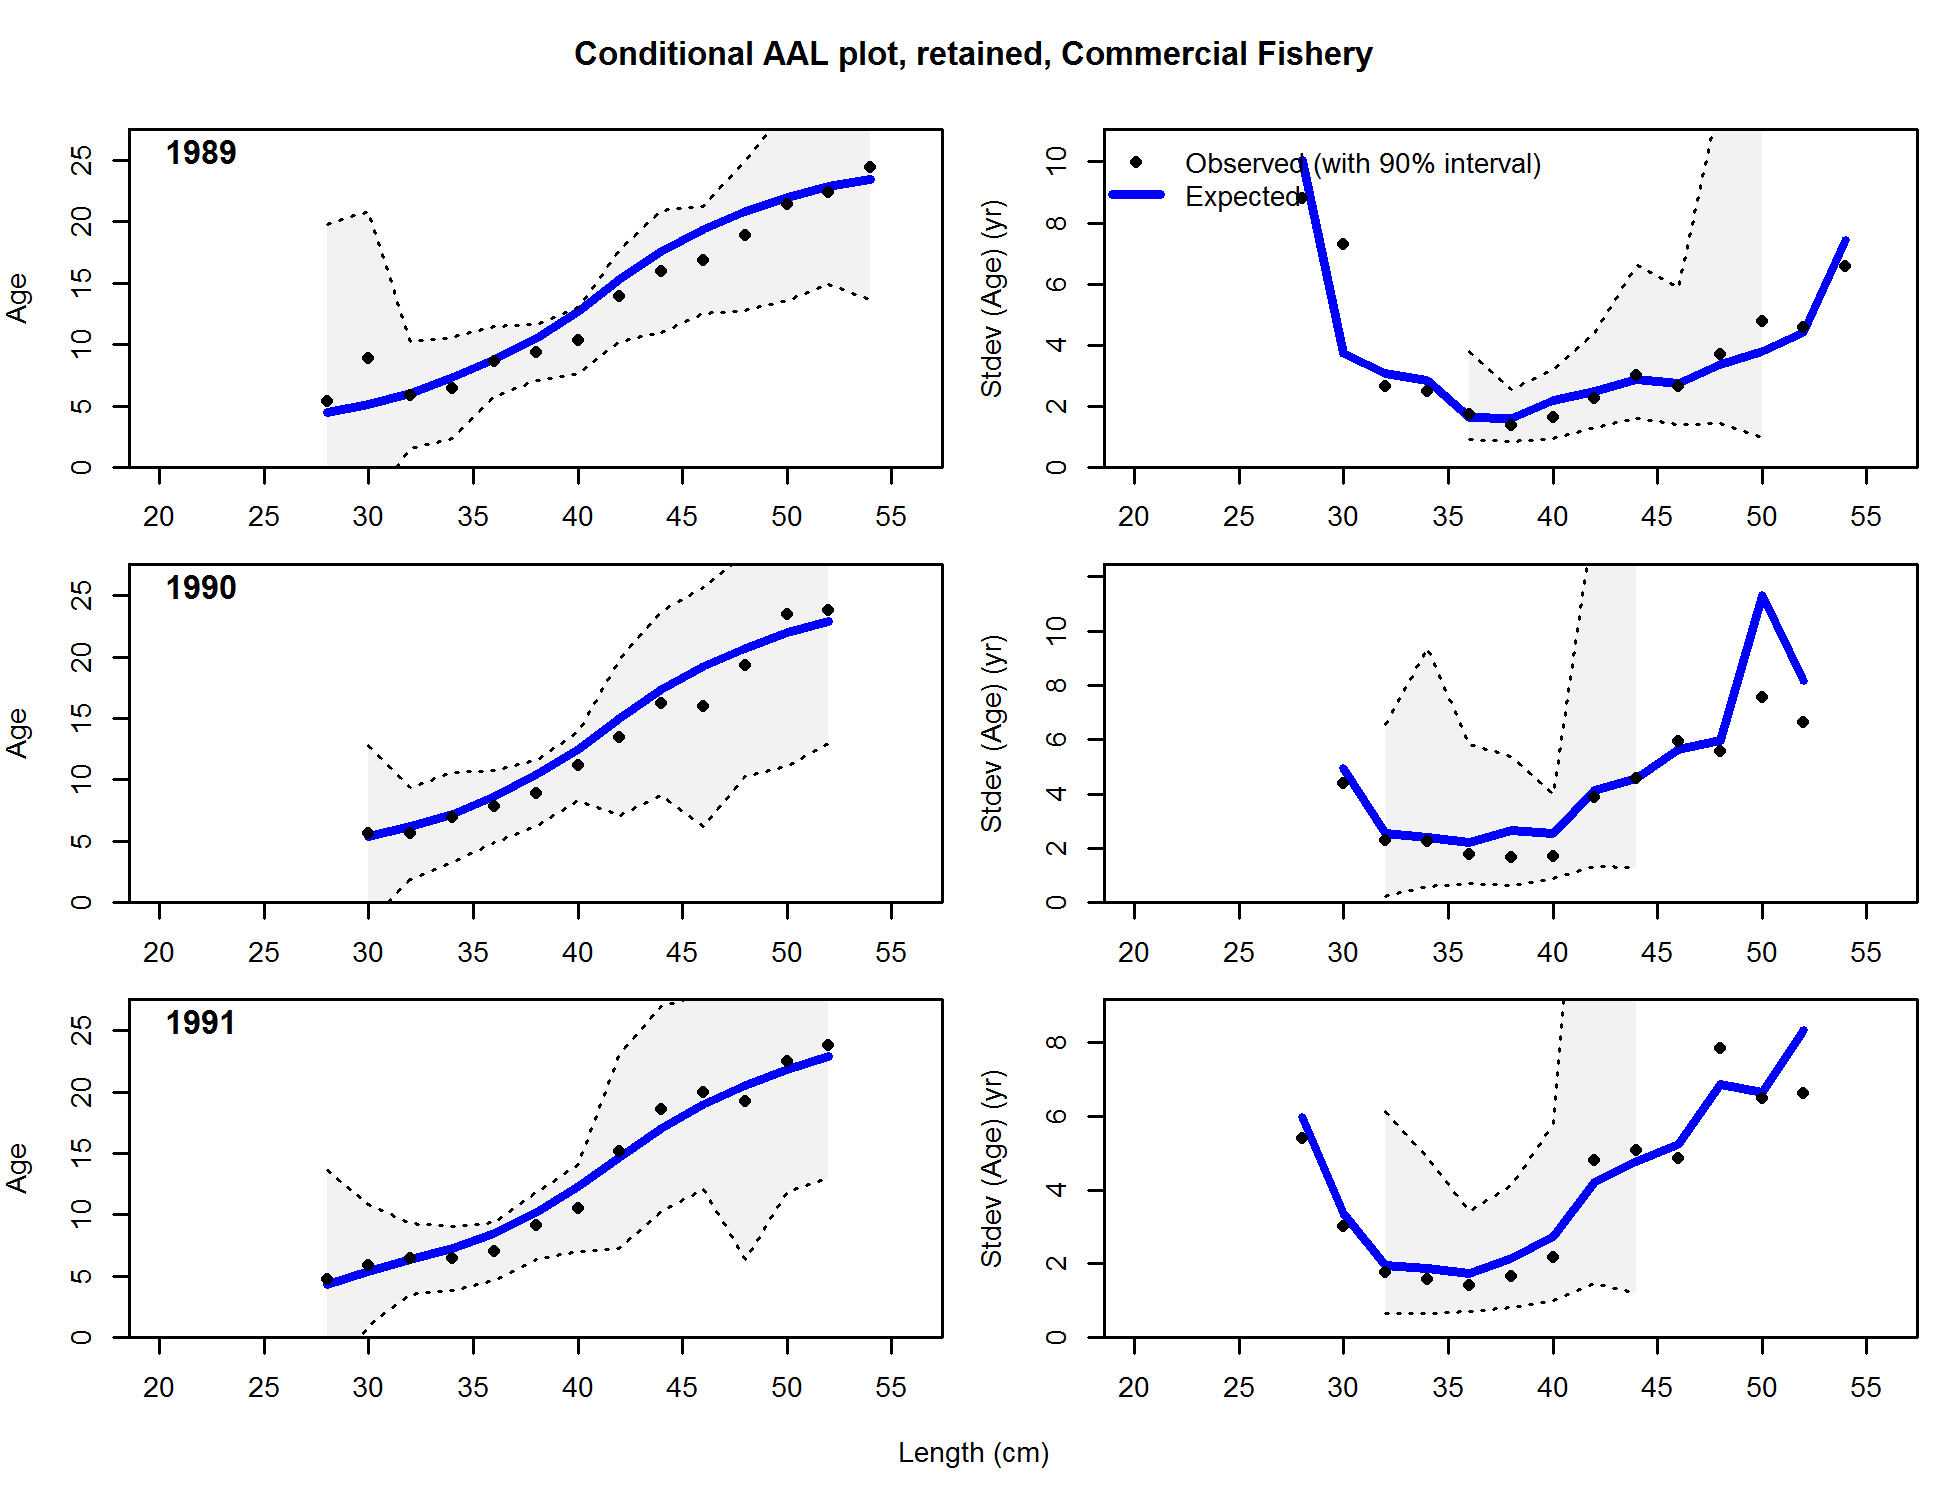 Conditional AAL plot, retained, Commercial Fishery
1989
Age
0 5 10 15 20 25
20 25 30 35 40 45 50 55
Observed (with 90% interval)
Expected
Stdev (Age) (yr)
0 2 4 6 8 10
20 25 30 35 40 45 50 55
1990
Age
0 5 10 15 20 25
20 25 30 35 40 45 50 55
Stdev (Age) (yr)
0 2 4 6 8 10
20 25 30 35 40 45 50 55
1991
Age
0 5 10 15 20 25
20 25 30 35 40 45 50 55
Stdev (Age) (yr)
0 2 4 6 8
20 25 30 35 40 45 50 55
Length (cm)